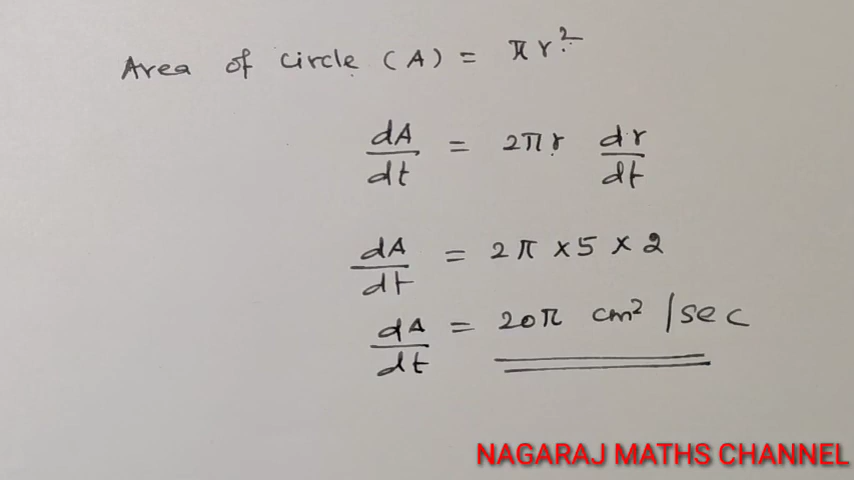 Area of circle (A) = πr²
dA/dt = 2πr dr/dt
dA/dt = 2π × 5 × 2
dA/dt = 20π cm² /sec
NAGARAJ MATHS CHANNEL